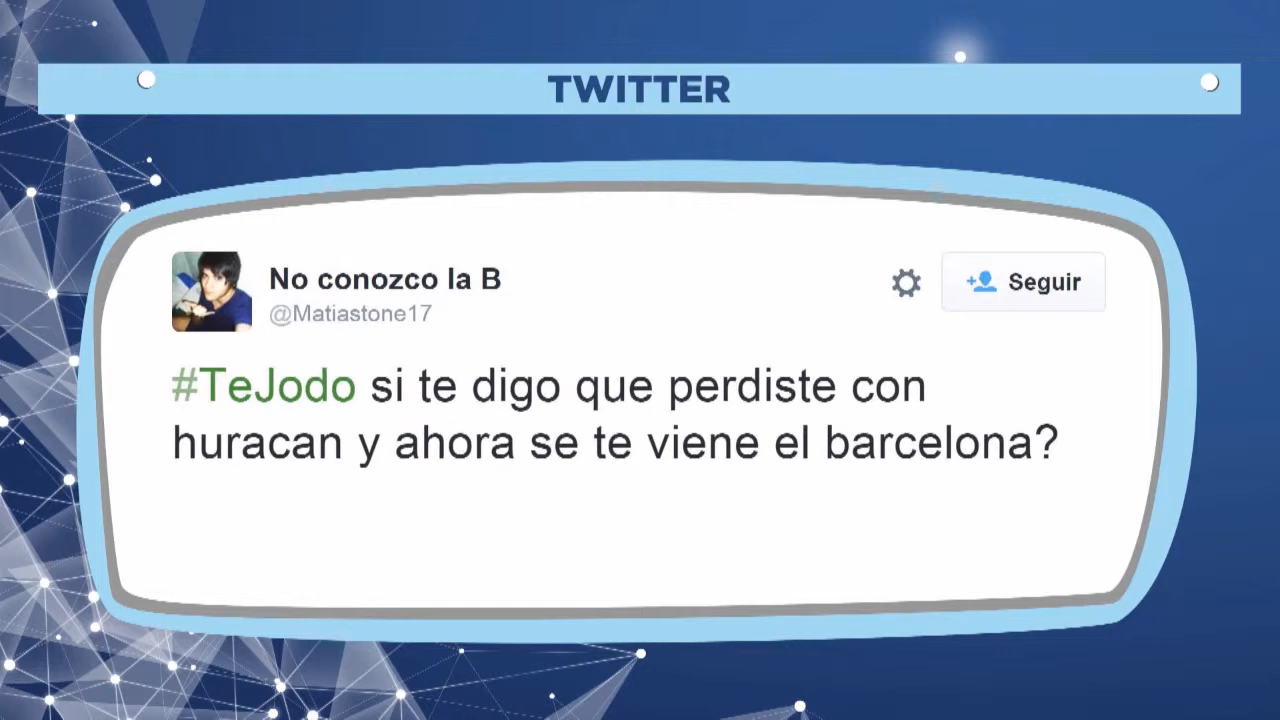 TWITTER
No conozco la B
@Matiastone17
Seguir
#TeJodo si te digo que perdiste con
huracan y ahora se te viene el barcelona?